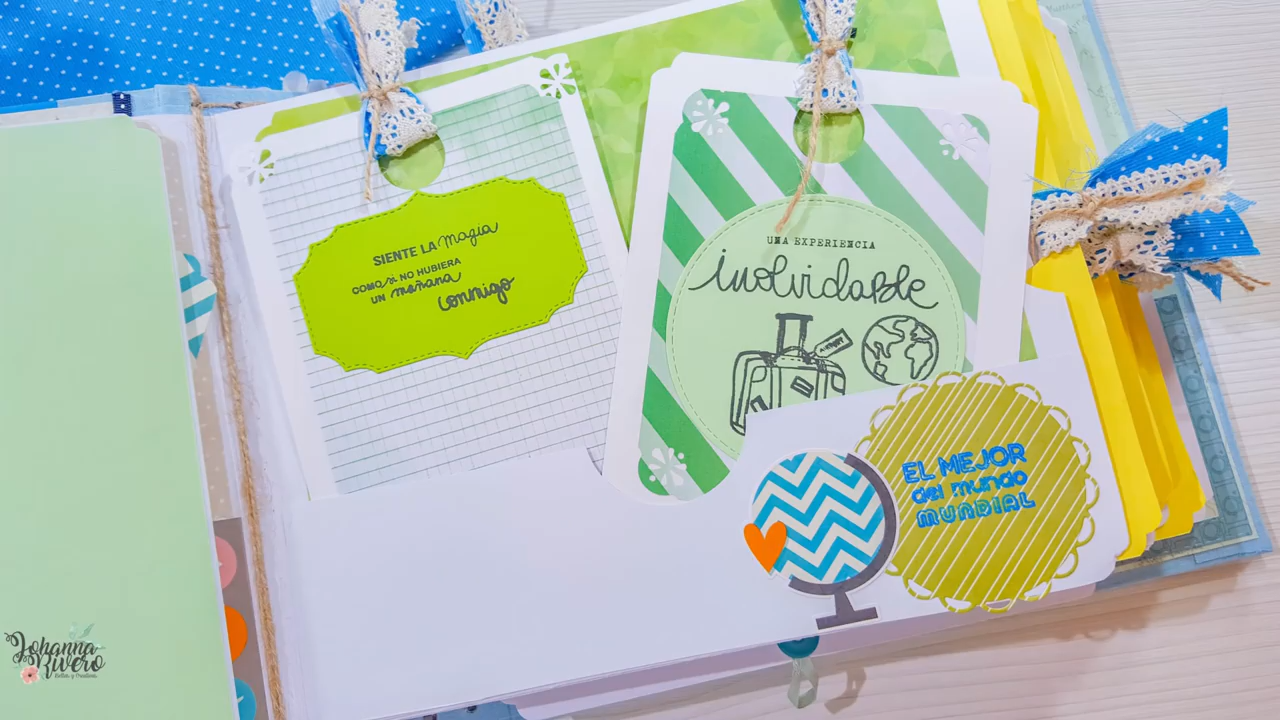 SIENTE LA Magia
COMO si NO HUBIERA
UN mañana
conmigo
UNA EXPERIENCIA
inolvidable
EL MEJOR
del mundo
MUNDIAL
Johanna
Rivero